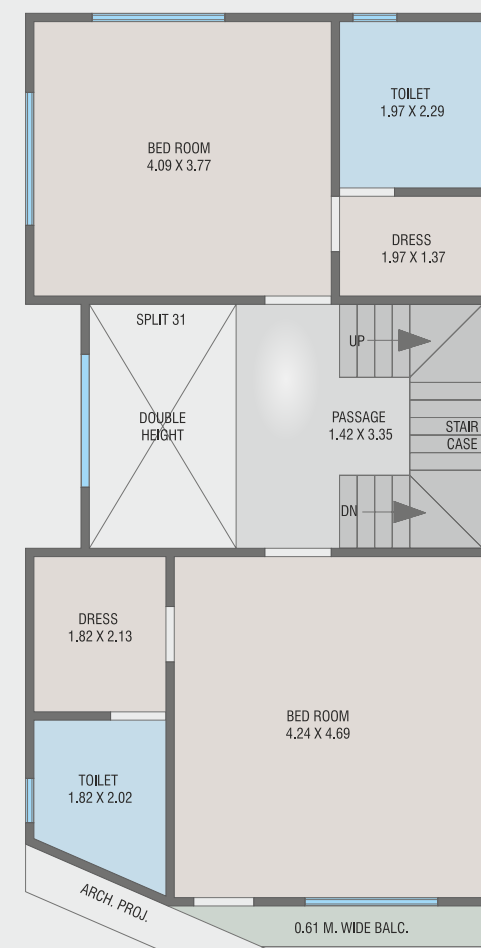 TOILET
1.97 X 2.29
BED ROOM
4.09 X 3.77
DRESS
1.97 X 1.37
SPLIT 31
UP
DOUBLE
HEIGHT
PASSAGE
1.42 X 3.35
STAIR
CASE
DN
DRESS
1.82 X 2.13
BED ROOM
4.24 X 4.69
TOILET
1.82 X 2.02
ARCH. PROJ.
0.61 M. WIDE BALC.